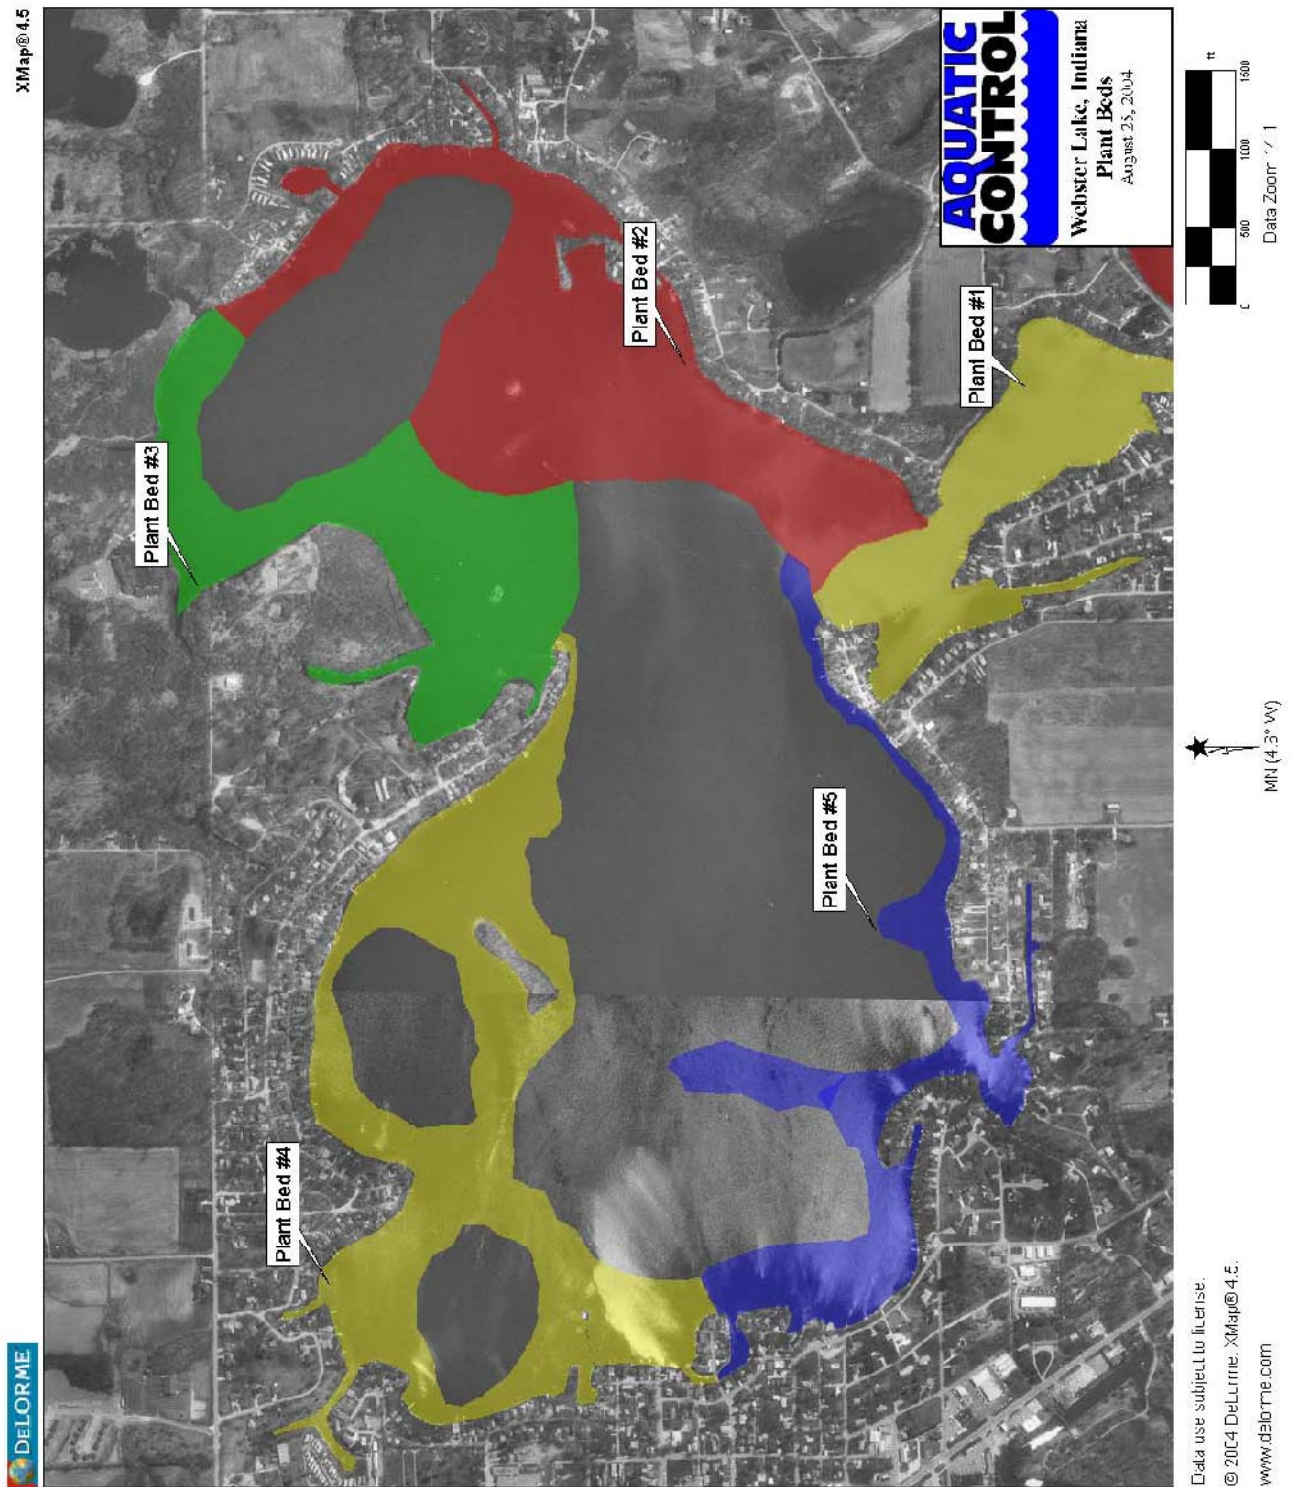 DELORME
XMap® 4.5
Plant Bed #3
Plant Bed #4
Plant Bed #2
Plant Bed #5
Plant Bed #1
AQUATIC
CONTROL
Webster Lake, Indiana
Plant Beds
August 25, 2004
Data use subject to license.
© 2004 DeLorme. XMap® 4.5.
www.delorme.com
MN (4.3° W)
ft
0 500 1000 1500
Data Zoom